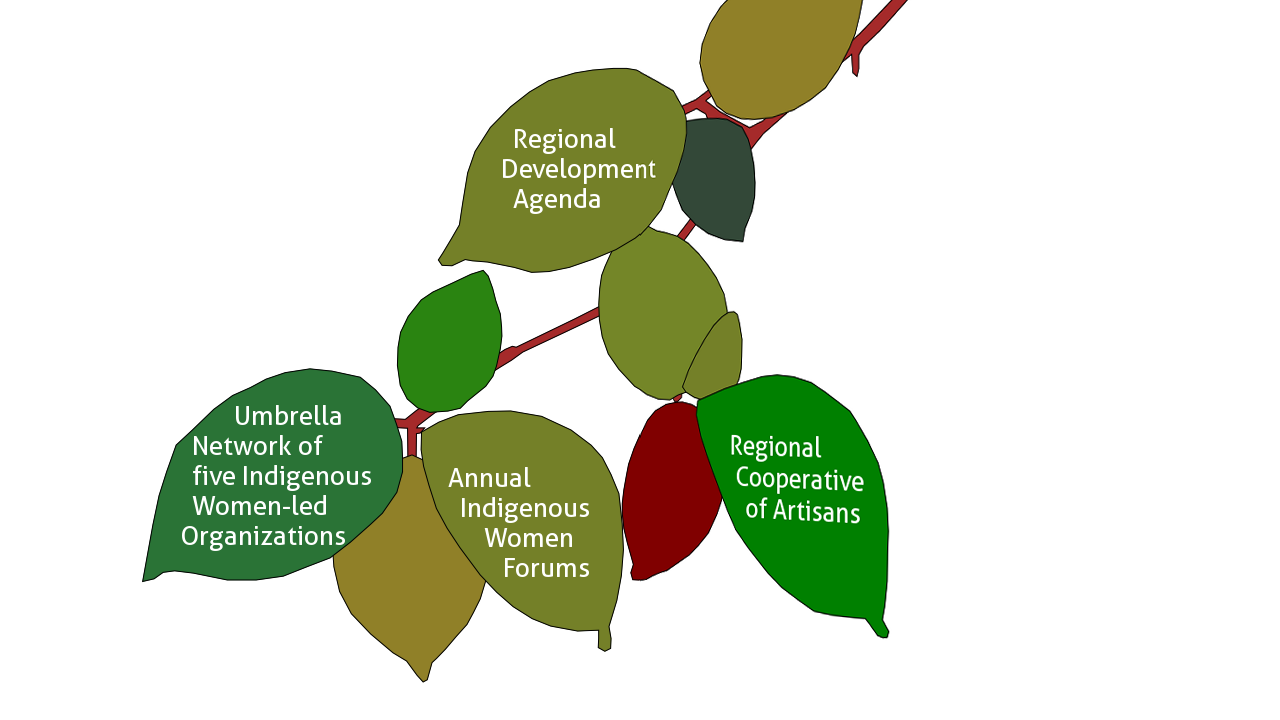 Regional
Development
Agenda
Umbrella
Network of
five Indigenous
Women-led
Organizations
Annual
Indigenous
Women
Forums
Regional
Cooperative
of Artisans